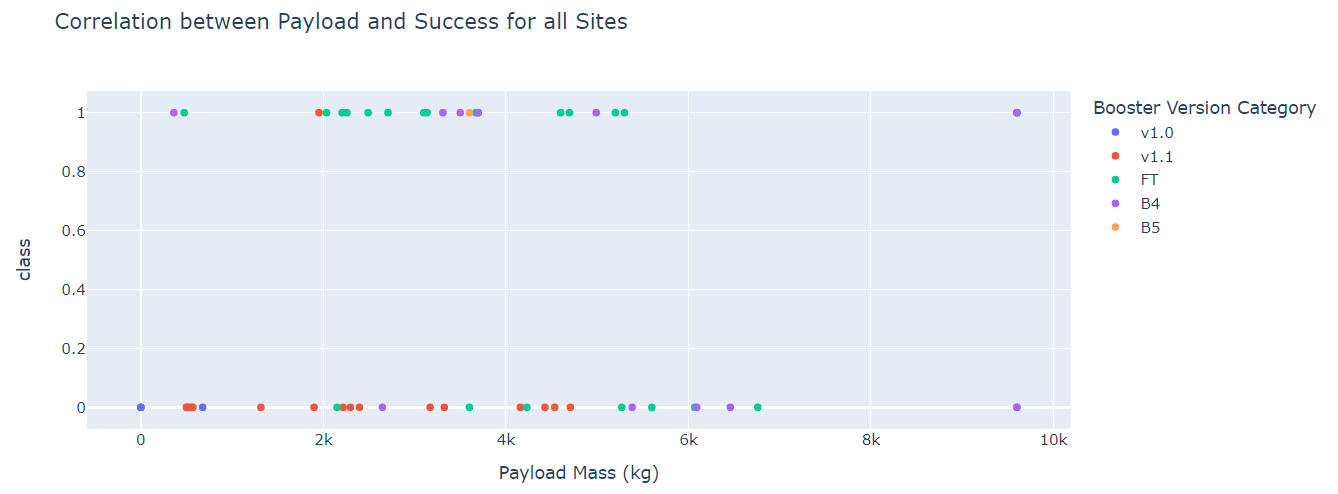 Correlation between Payload and Success for all Sites
1
0.8
0.6
0.4
0.2
0
class
0
2k
4k
6k
8k
10k
Payload Mass (kg)
Booster Version Category
v1.0
v1.1
FT
B4
B5